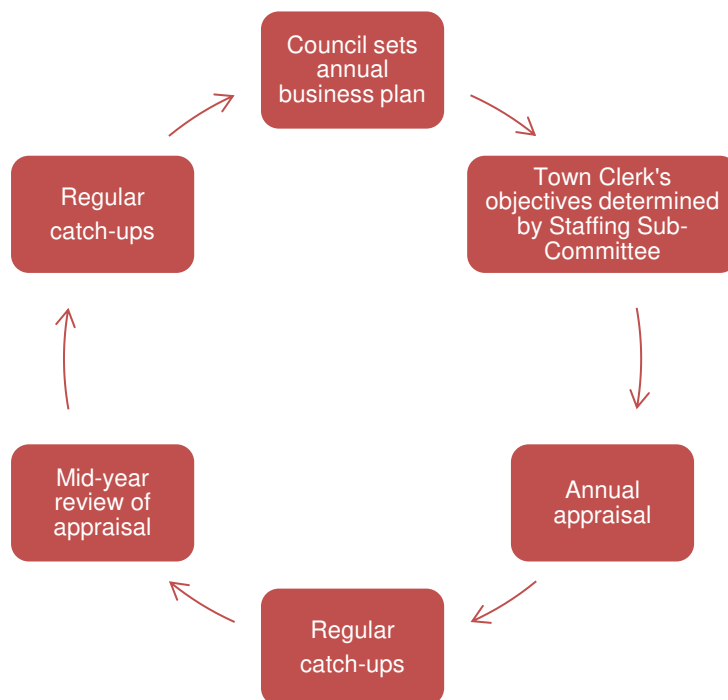 Council sets
annual
business plan
Town Clerk's
objectives determined
by Staffing Sub-
Committee
Annual
appraisal
Regular
catch-ups
Mid-year
review of
appraisal
Regular
catch-ups